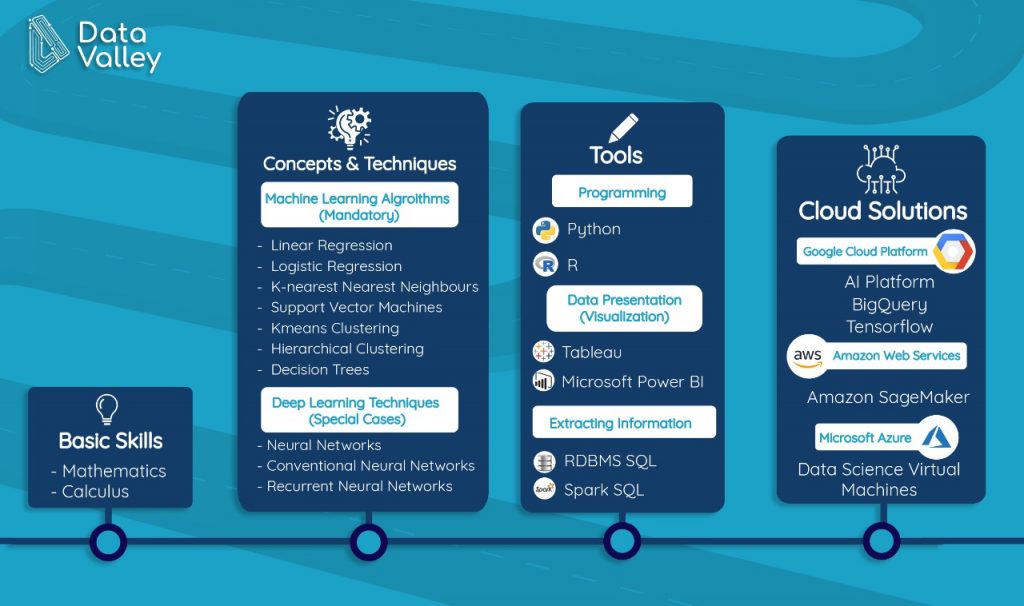 Data
Valley
Basic Skills
- Mathematics
- Calculus
Concepts & Techniques
Machine Learning Algroithms
(Mandatory)
- Linear Regression
- Logistic Regression
- K-nearest Nearest Neighbours
- Support Vector Machines
- Kmeans Clustering
- Hierarchical Clustering
- Decision Trees
Deep Learning Techniques
(Special Cases)
- Neural Networks
- Conventional Neural Networks
- Recurrent Neural Networks
Tools
Programming
Python
R
R
Data Presentation
(Visualization)
Tableau
Microsoft Power BI
Extracting Information
RDBMS SQL
Spark
Spark SQL
Cloud Solutions
Google Cloud Platform
AI Platform
BigQuery
Tensorflow
aws
Amazon Web Services
Amazon SageMaker
Microsoft Azure
Data Science Virtual
Machines